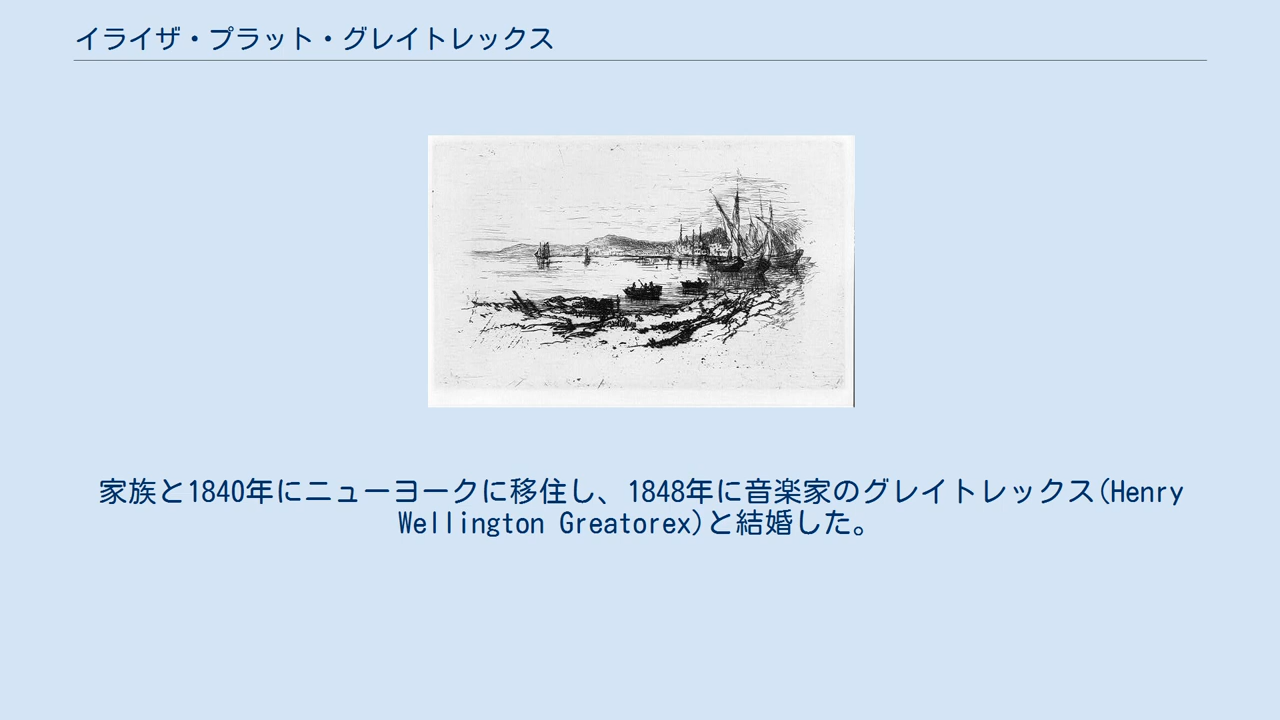 イライザ・プラット・グレイトレックス
家族と1840年にニューヨークに移住し、1848年に音楽家のグレイトレックス(Henry
Wellington Greatorex)と結婚した。